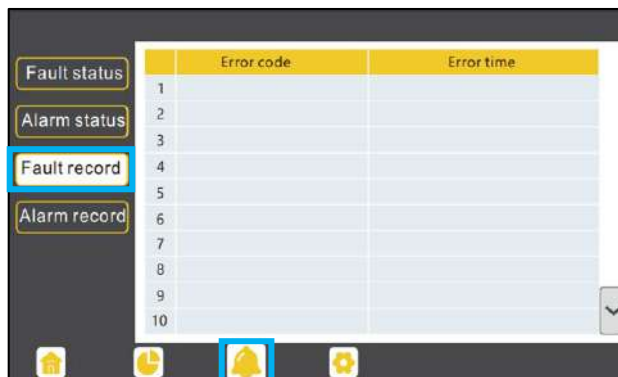 Fault status
Alarm status
Fault record
Alarm record
Error code Error time
1
2
3
4
5
6
7
8
9
10